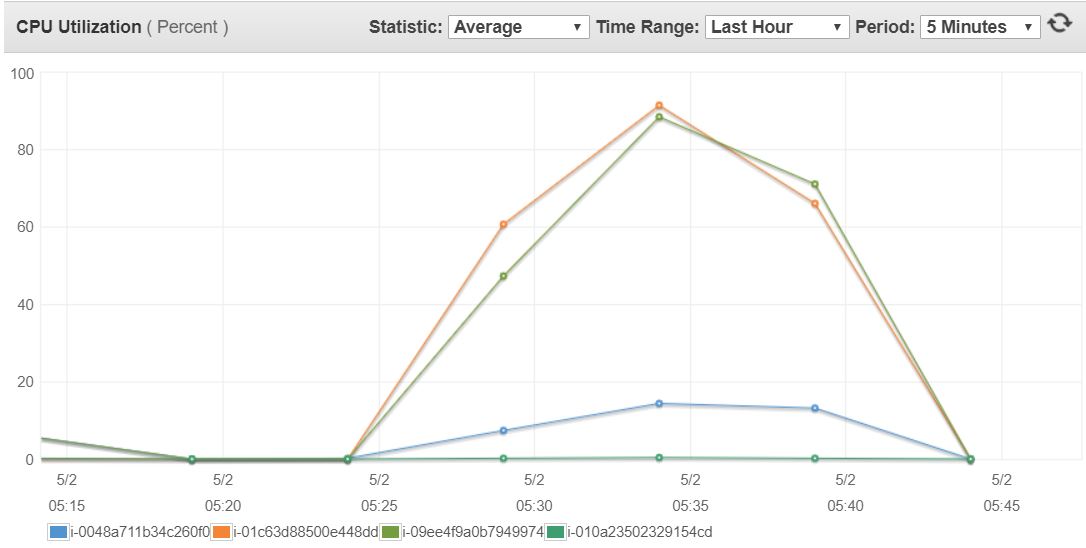 CPU Utilization ( Percent ) Statistic: Average Time Range: Last Hour Period: 5 Minutes
100
80
60
40
20
0
5/2 5/2 5/2 5/2 5/2 5/2 5/2
05:15 05:20 05:25 05:30 05:35 05:40 05:45
i-0048a711b34c260f0 i-01c63d88500e448dd i-09ee4f9a0b7949974 i-010a23502329154cd